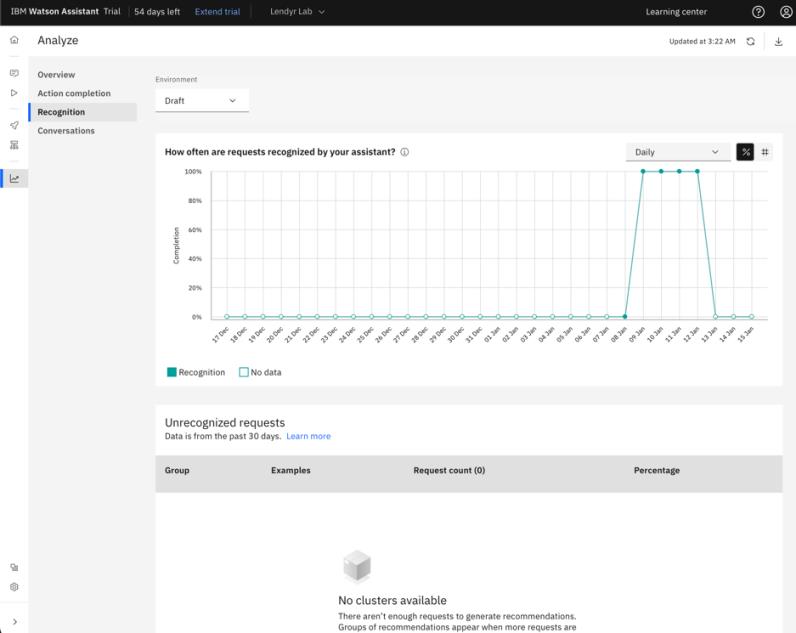 IBM Watson Assistant Trial 54 days left Extend trial Lendyr Lab Learning center
Analyze
Updated at 3:22 AM
Overview
Action completion
Recognition
Conversations
Environment
Draft
How often are requests recognized by your assistant?
Daily
% #
100%
80%
60%
40%
20%
0%
Completion
17 Dec 18 Dec 19 Dec 20 Dec 21 Dec 22 Dec 23 Dec 24 Dec 25 Dec 26 Dec 27 Dec 28 Dec 29 Dec 30 Dec 31 Dec 01 Jan 02 Jan 03 Jan 04 Jan 05 Jan 06 Jan 07 Jan 08 Jan 09 Jan 10 Jan 11 Jan 12 Jan 13 Jan 14 Jan 15 Jan
Recognition No data
Unrecognized requests
Data is from the past 30 days. Learn more
Group Examples Request count (0) Percentage
No clusters available
There aren't enough requests to generate recommendations.
Groups of recommendations appear when more requests are